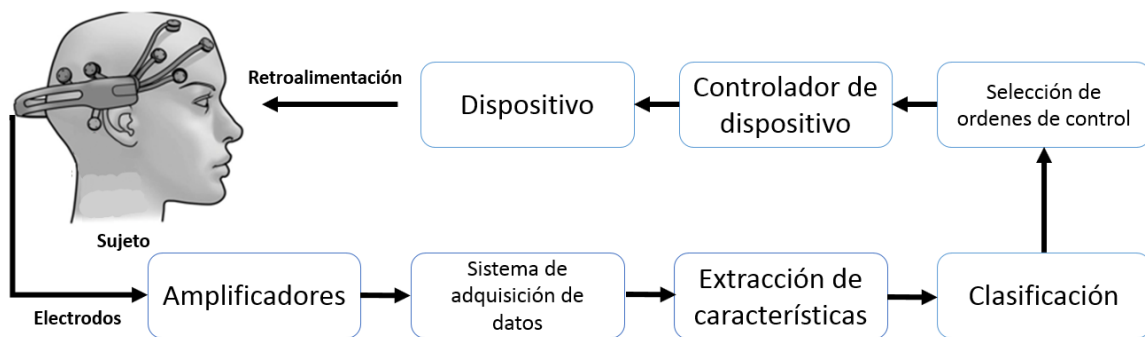 Retroalimentación
Dispositivo
Controlador de
dispositivo
Selección de
ordenes de control
Sujeto
Electrodos
Amplificadores
Sistema de
adquisición de
datos
Extracción de
características
Clasificación